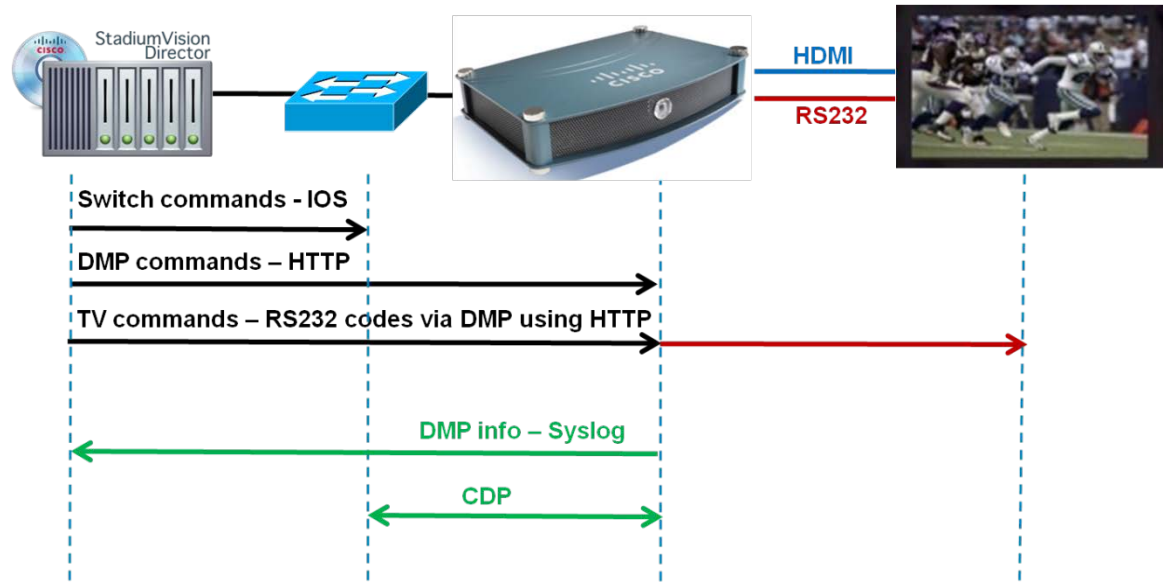 CISCO
StadiumVision
Director
CISCO
HDMI
RS232
Switch commands - IOS
DMP commands – HTTP
TV commands – RS232 codes via DMP using HTTP
DMP info – Syslog
CDP